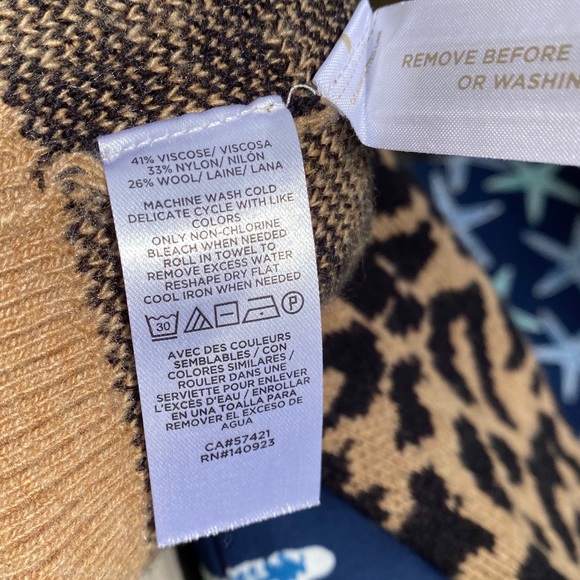 41% VISCOSE/ VISCOSA
33% NYLON/ NILÓN
26% WOOL/ LAINE/ LANA
MACHINE WASH COLD
DELICATE CYCLE WITH LIKE
COLORS
ONLY NON-CHLORINE
BLEACH WHEN NEEDED
ROLL IN TOWEL TO
REMOVE EXCESS WATER
RESHAPE DRY FLAT
COOL IRON WHEN NEEDED
30 P
AVEC DES COULEURS
SEMBLABLES / CON
COLORES SIMILARES /
ROULER DANS UNE
SERVIETTE POUR ENLEVER
L'EXCÈS D'EAU / ENROLLAR
EN UNA TOALLA PARA
REMOVER EL EXCESO DE
AGUA
CA#57421
RN#140923
REMOVE BEFORE
OR WASHIN